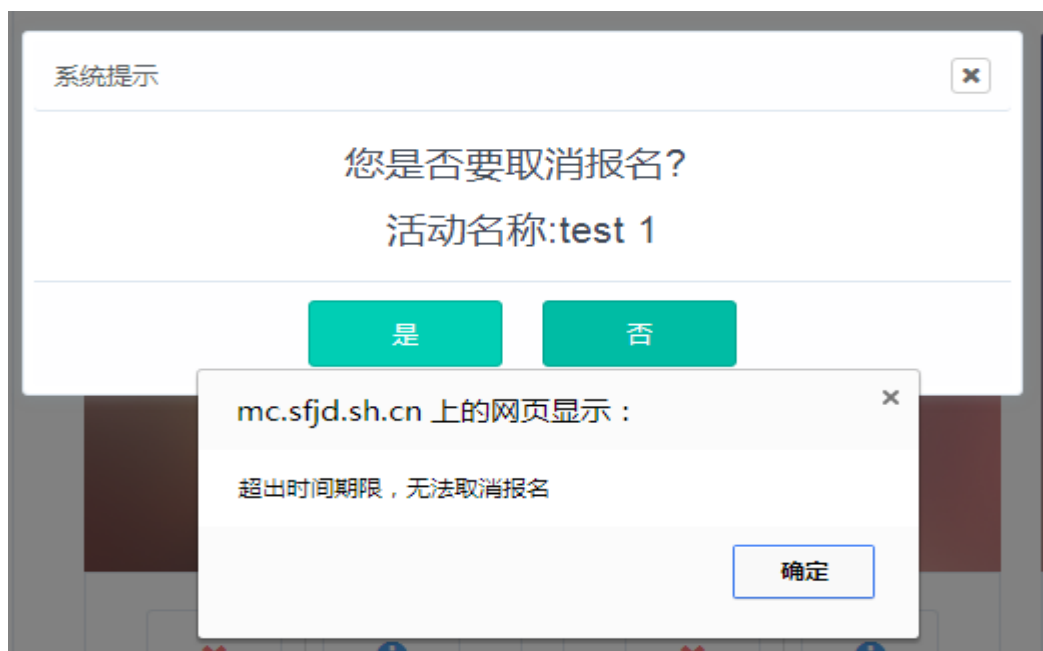 系统提示
您是否要取消报名?
活动名称:test 1
是
否
mc.sfjd.sh.cn 上的网页显示：
超出时间期限，无法取消报名
确定